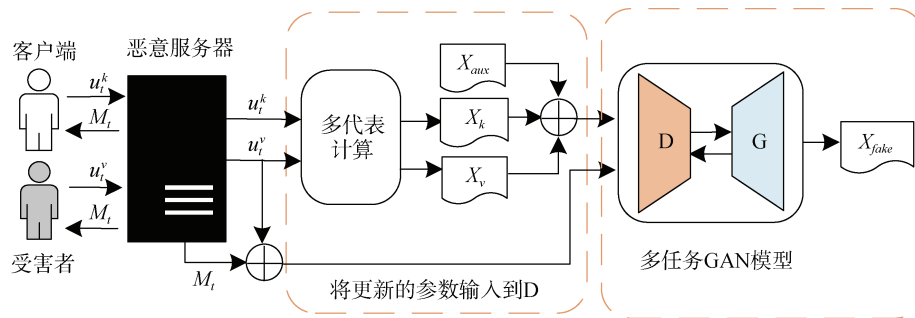 客户端
恶意服务器
u_t^k
M_t
u_t^v
M_t
受害者
M_t
u_t^k
u_t^v
多代表
计算
X_aux
X_k
X_v
将更新的参数输入到D
D
G
X_fake
多任务GAN模型